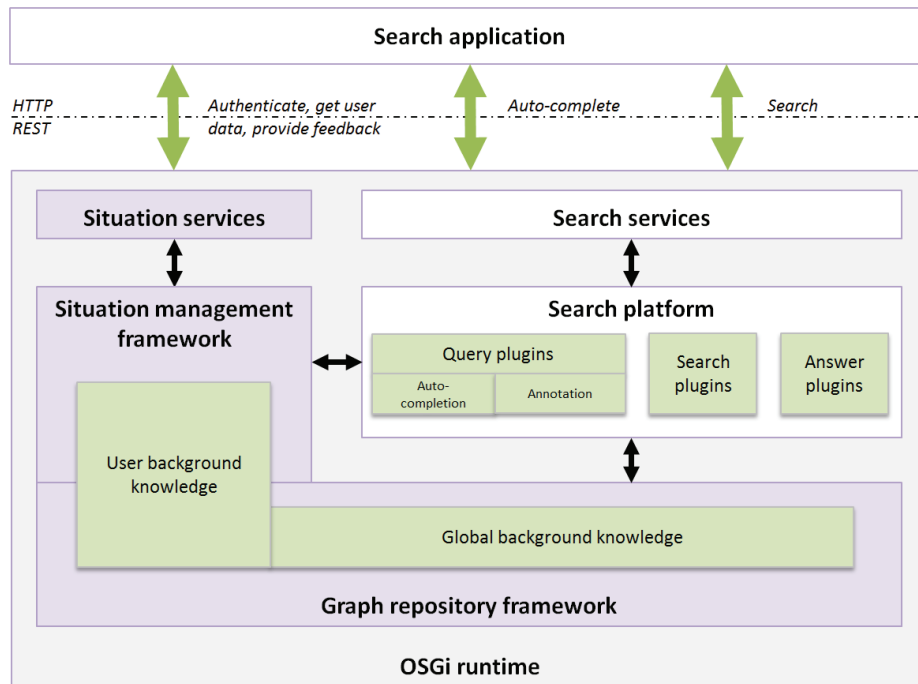 Search application
HTTP
REST
Authenticate, get user
data, provide feedback
Auto-complete
Search
Situation services
Search services
Situation management
framework
Search platform
Query plugins
Auto-
completion
Annotation
Search
plugins
Answer
plugins
User background
knowledge
Global background knowledge
Graph repository framework
OSGi runtime